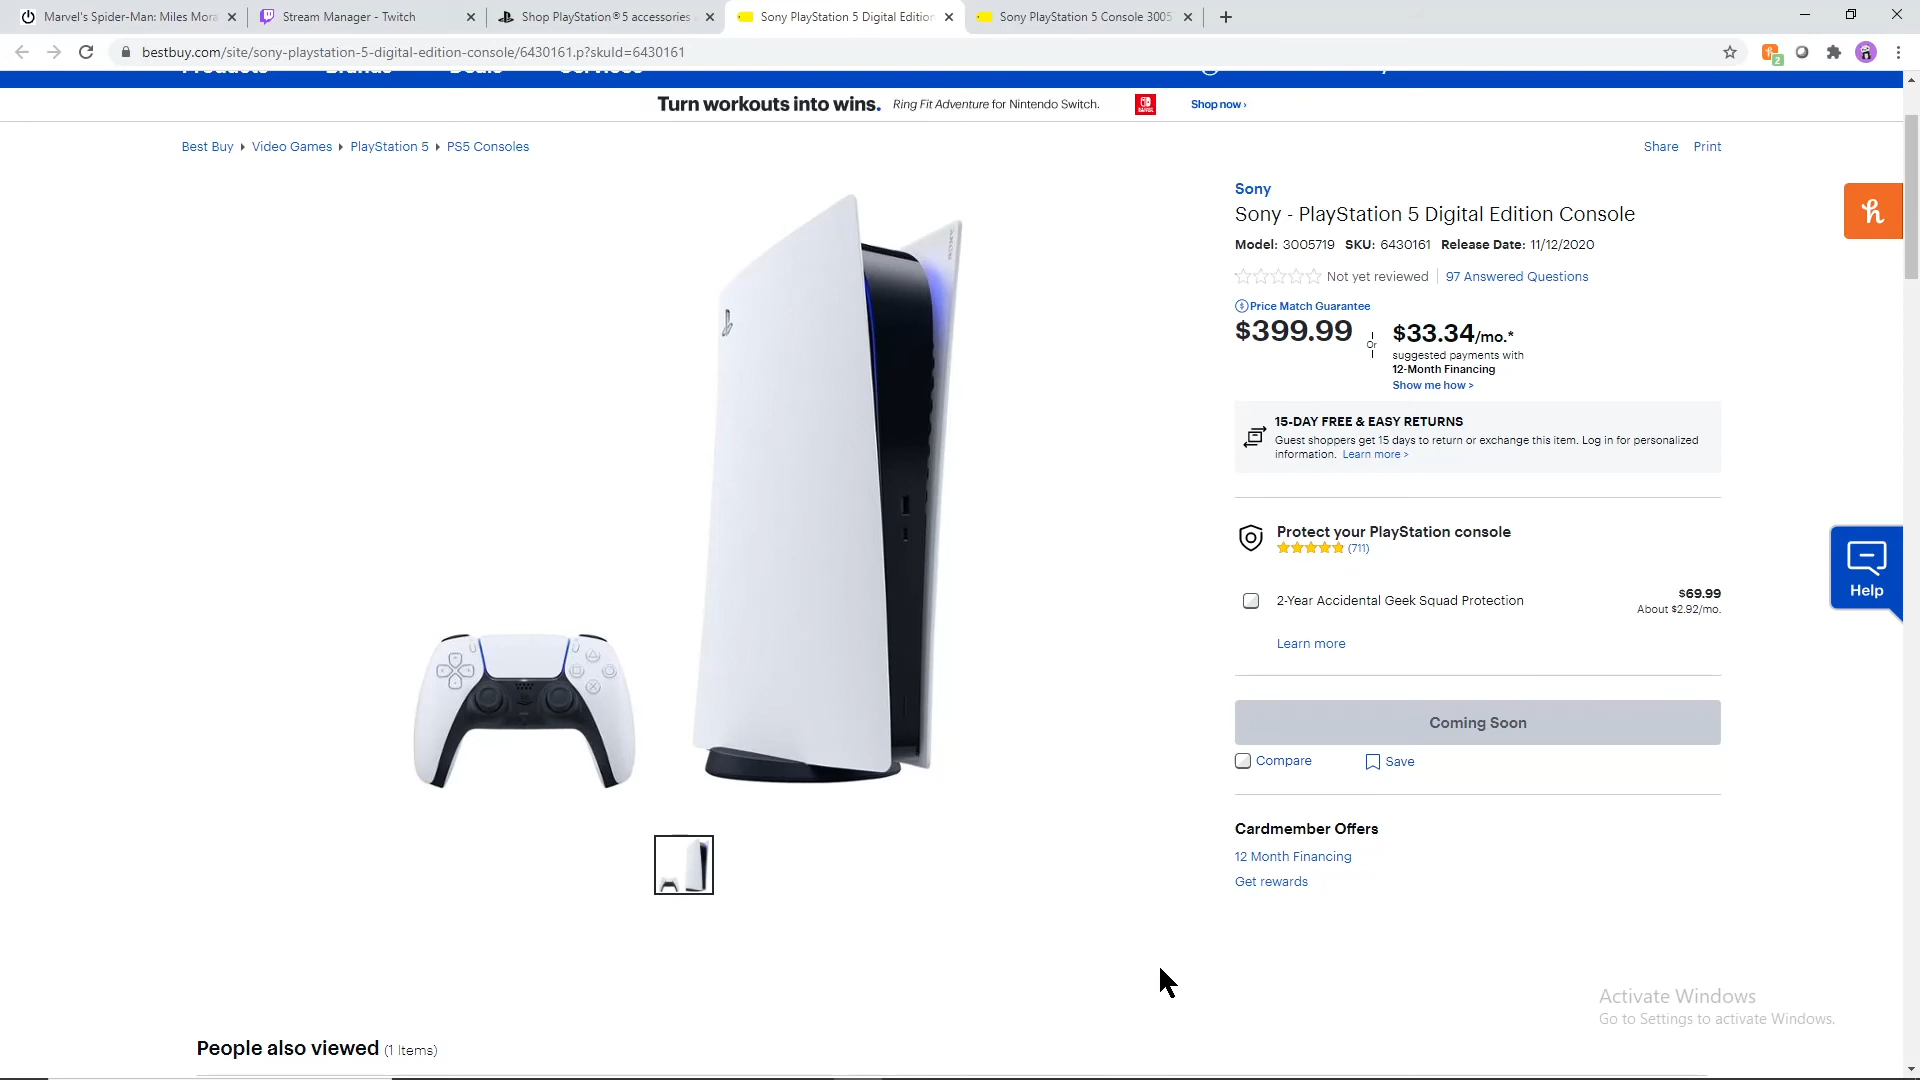 Marvel's Spider-Man: Miles Mora
Stream Manager - Twitch
Shop PlayStation®5 accessories
Sony PlayStation 5 Digital Edition
Sony PlayStation 5 Console 3005
bestbuy.com/site/sony-playstation-5-digital-edition-console/6430161.p?skuId=6430161
2
Products Brands Deals Services
Turn workouts into wins. Ring Fit Adventure for Nintendo Switch. Shop now ›
Best Buy Video Games PlayStation 5 PS5 Consoles
Share Print
Sony
Sony - PlayStation 5 Digital Edition Console
Model: 3005719 SKU: 6430161 Release Date: 11/12/2020
Not yet reviewed 97 Answered Questions
Price Match Guarantee
$399.99
Or
$33.34/mo.*
suggested payments with
12-Month Financing
Show me how >
15-DAY FREE & EASY RETURNS
Guest shoppers get 15 days to return or exchange this item. Log in for personalized
information. Learn more >
Protect your PlayStation console
(711)
2-Year Accidental Geek Squad Protection
$69.99
About $2.92/mo.
Learn more
Help
Coming Soon
Compare Save
Cardmember Offers
12 Month Financing
Get rewards
SONY
Activate Windows
Go to Settings to activate Windows.
People also viewed (1 Items)